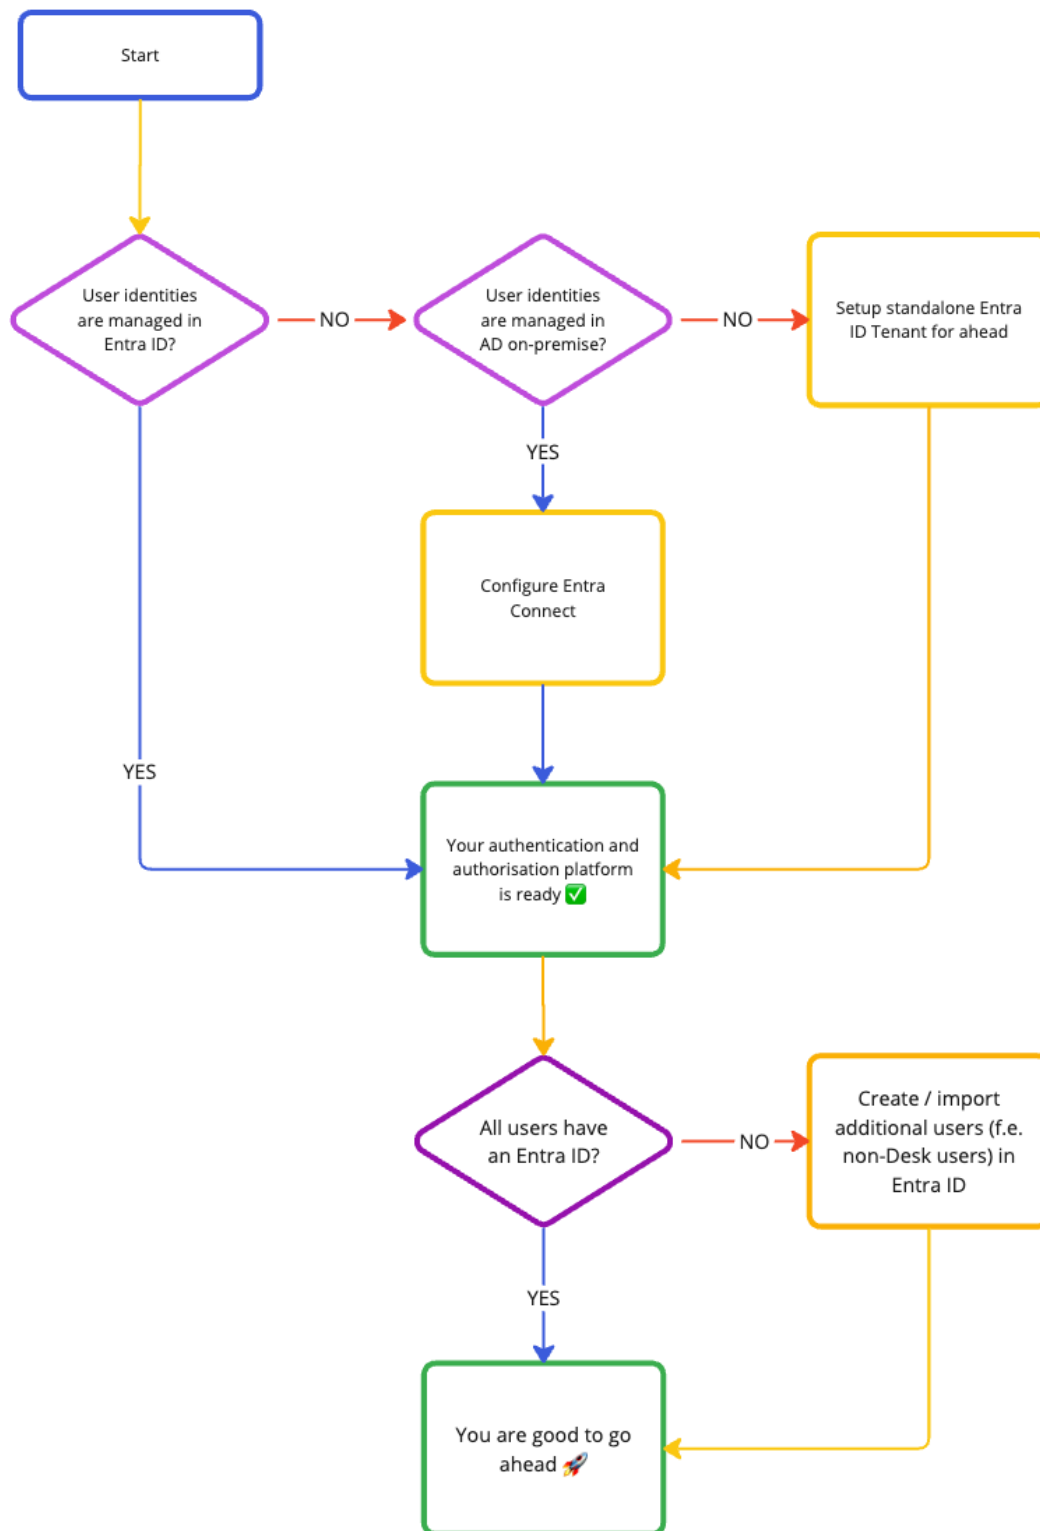 Start
User identities
are managed in
Entra ID?
NO
User identities
are managed in
AD on-premise?
NO
Setup standalone Entra
ID Tenant for ahead
YES
Configure Entra
Connect
YES
Your authentication and
authorisation platform
is ready ✅
All users have
an Entra ID?
NO
Create / import
additional users (f.e.
non-Desk users) in
Entra ID
YES
You are good to go
ahead 🚀